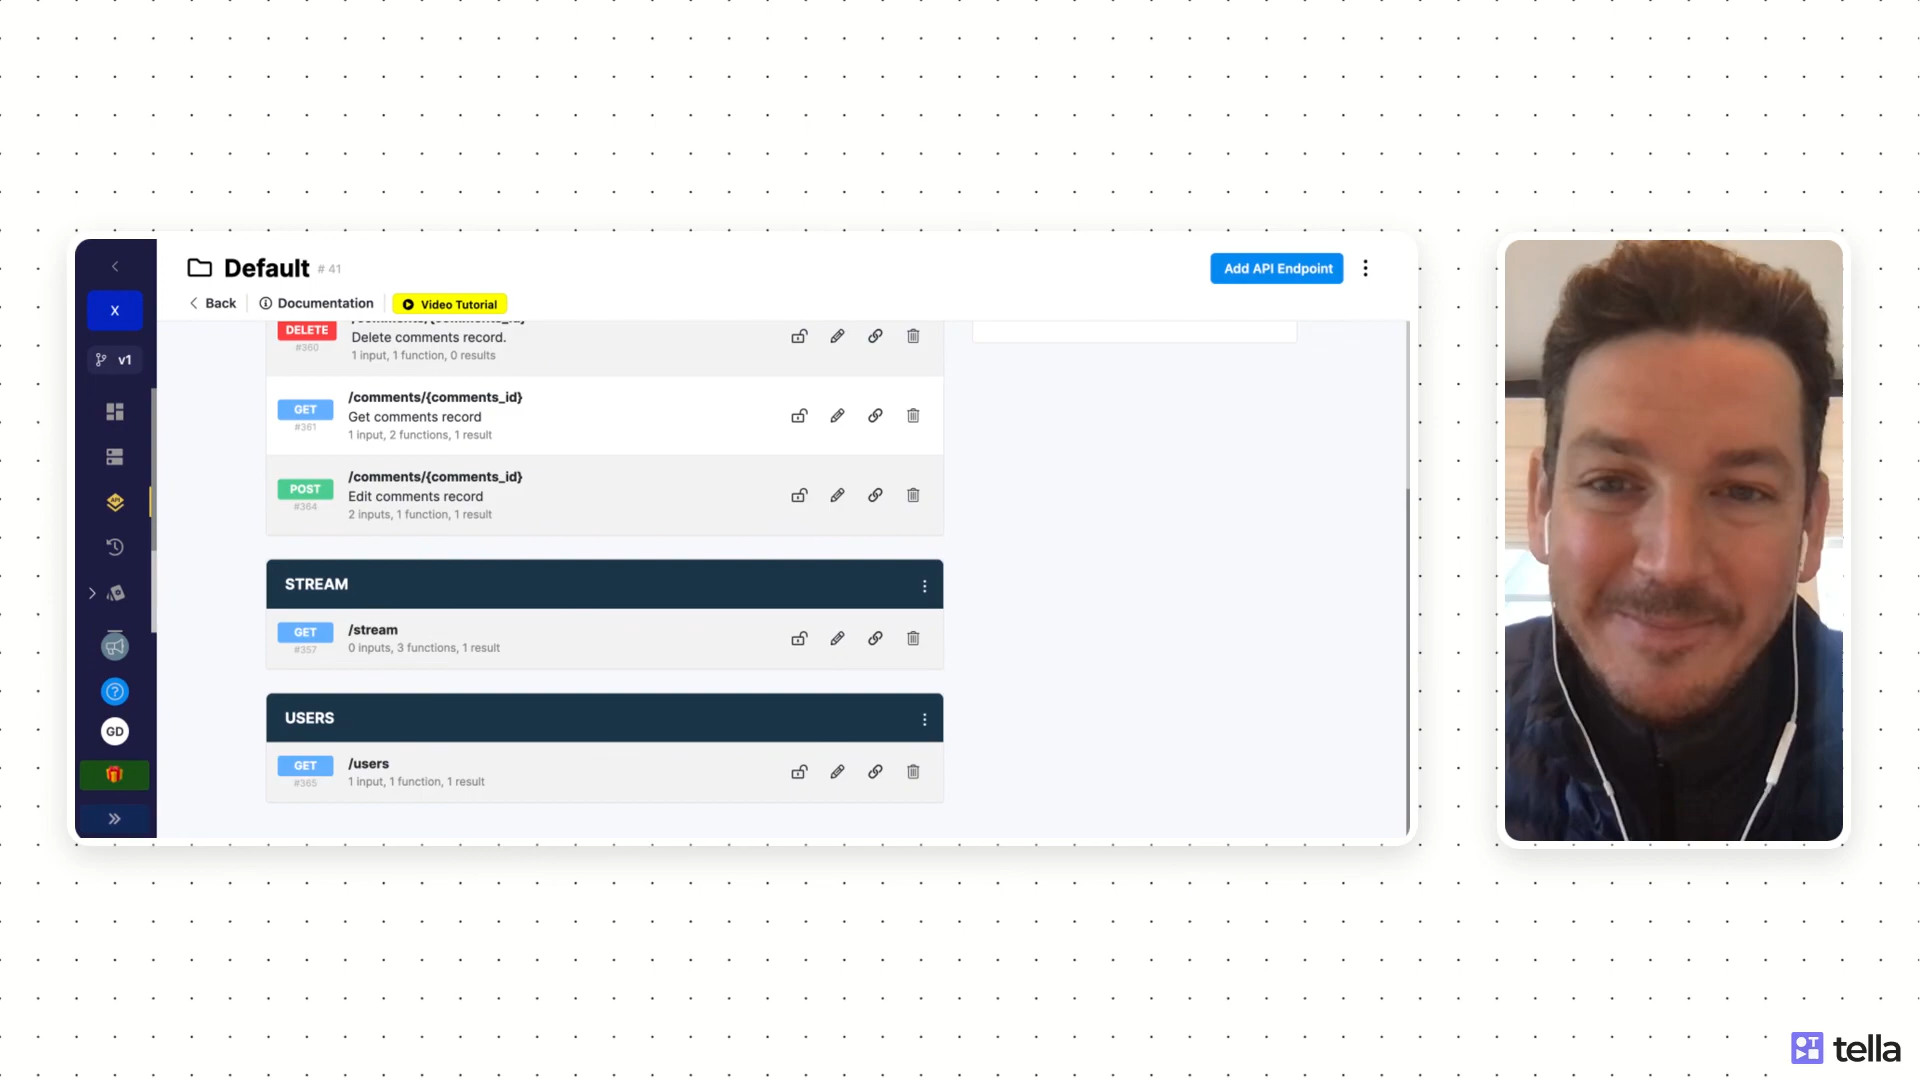 Default # 41
Add API Endpoint
Back
Documentation
Video Tutorial
X
v1
GD
DELETE
#360
/comments/{comments_id}
Delete comments record.
1 input, 1 function, 0 results
GET
#361
/comments/{comments_id}
Get comments record
1 input, 2 functions, 1 result
POST
#364
/comments/{comments_id}
Edit comments record
2 inputs, 1 function, 1 result
STREAM
GET
#357
/stream
0 inputs, 3 functions, 1 result
USERS
GET
#365
/users
1 input, 1 function, 1 result
tella